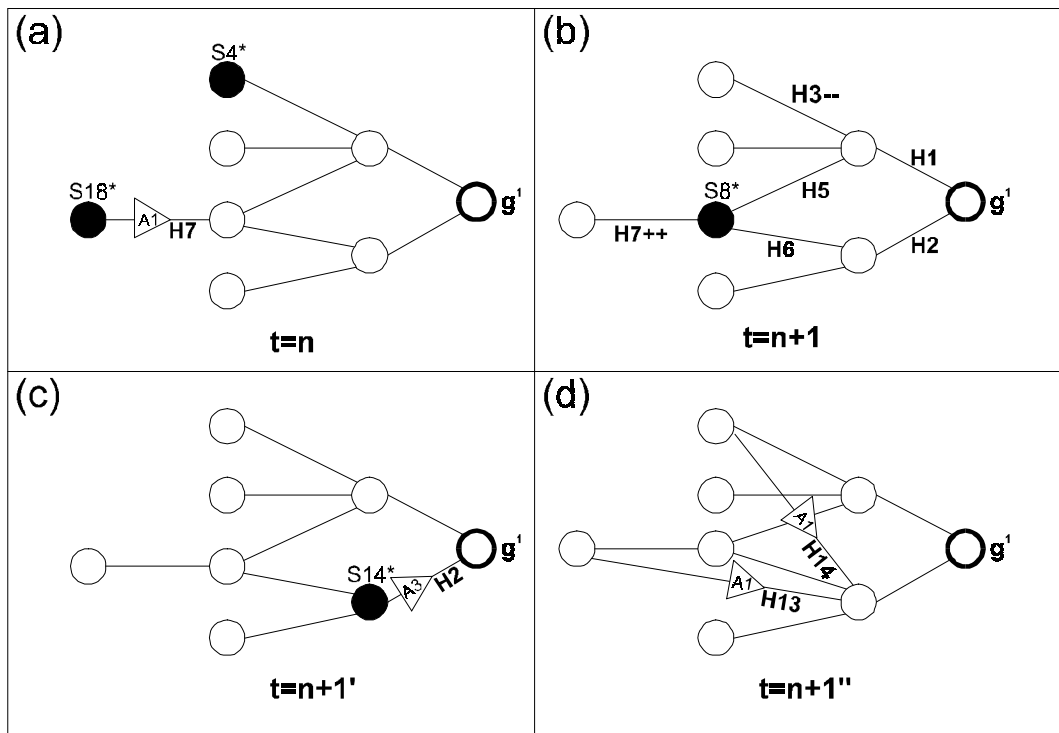 (a)
S4*
S18*
A1
H7
g¹
t=n
(b)
H3--
H1
S8*
H5
g¹
H7++
H6
H2
t=n+1
(c)
g¹
S14*
A3
H2
t=n+1'
(d)
A1
g¹
H14
A1
H13
t=n+1"